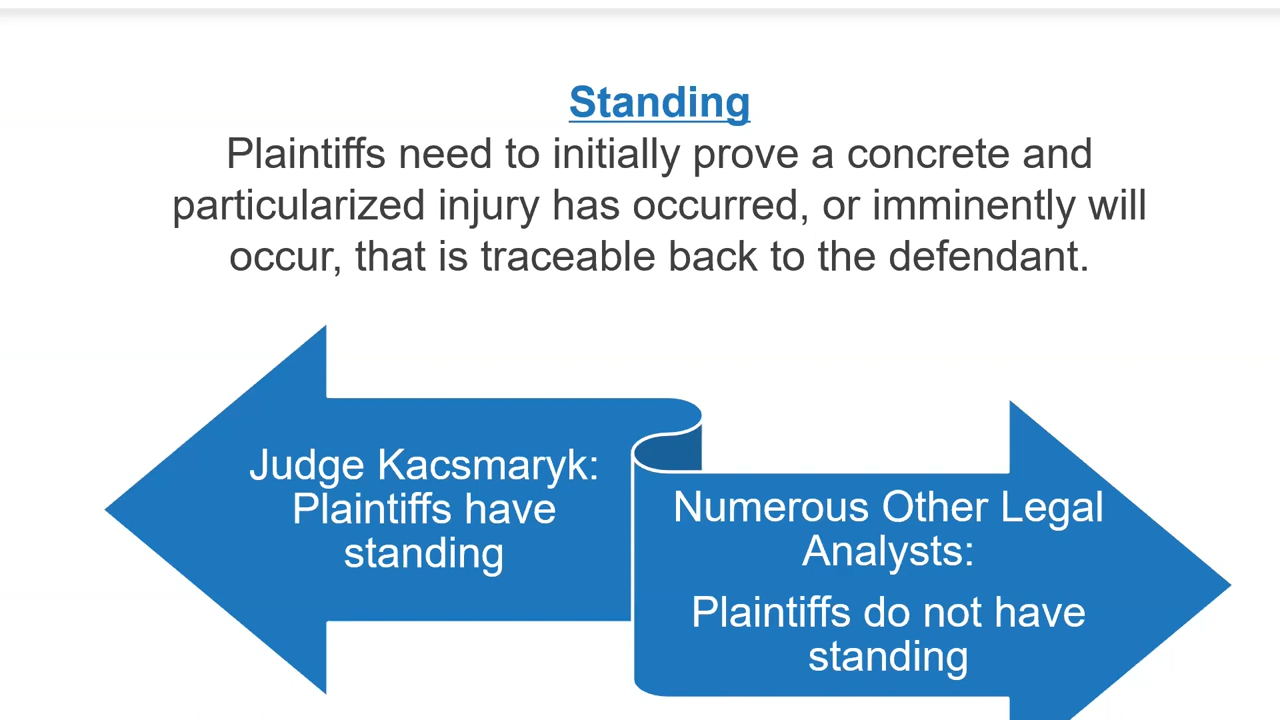 Standing
Plaintiffs need to initially prove a concrete and
particularized injury has occurred, or imminently will
occur, that is traceable back to the defendant.
Judge Kacsmaryk:
Plaintiffs have
standing
Numerous Other Legal
Analysts:
Plaintiffs do not have
standing